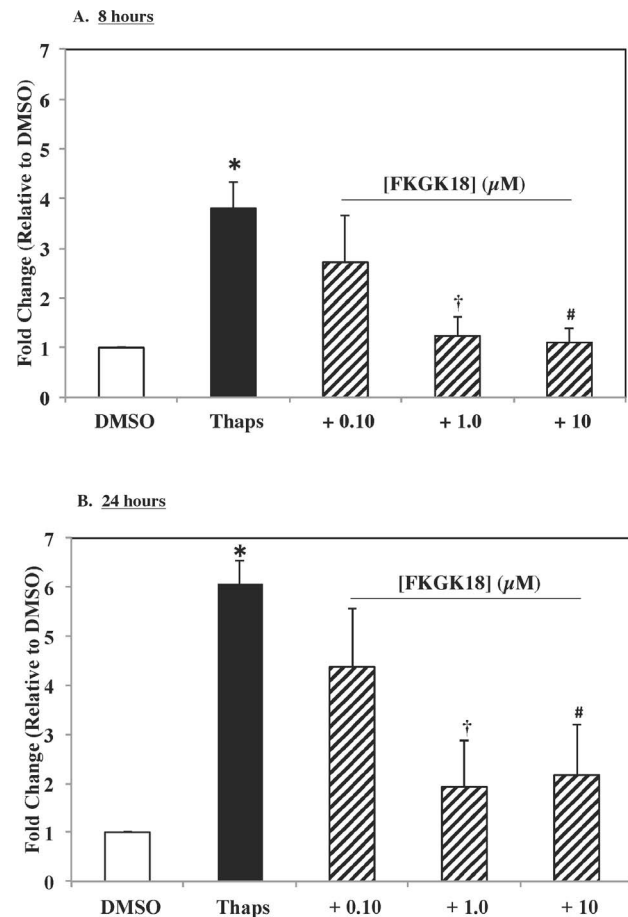 A. 8 hours
Fold Change (Relative to DMSO)
7
6
5
4
3
2
1
0
*
[FKGK18] (µM)
†
#
DMSO Thaps + 0.10 + 1.0 + 10
B. 24 hours
Fold Change (Relative to DMSO)
7
6
5
4
3
2
1
0
*
[FKGK18] (µM)
†
#
DMSO Thaps + 0.10 + 1.0 + 10